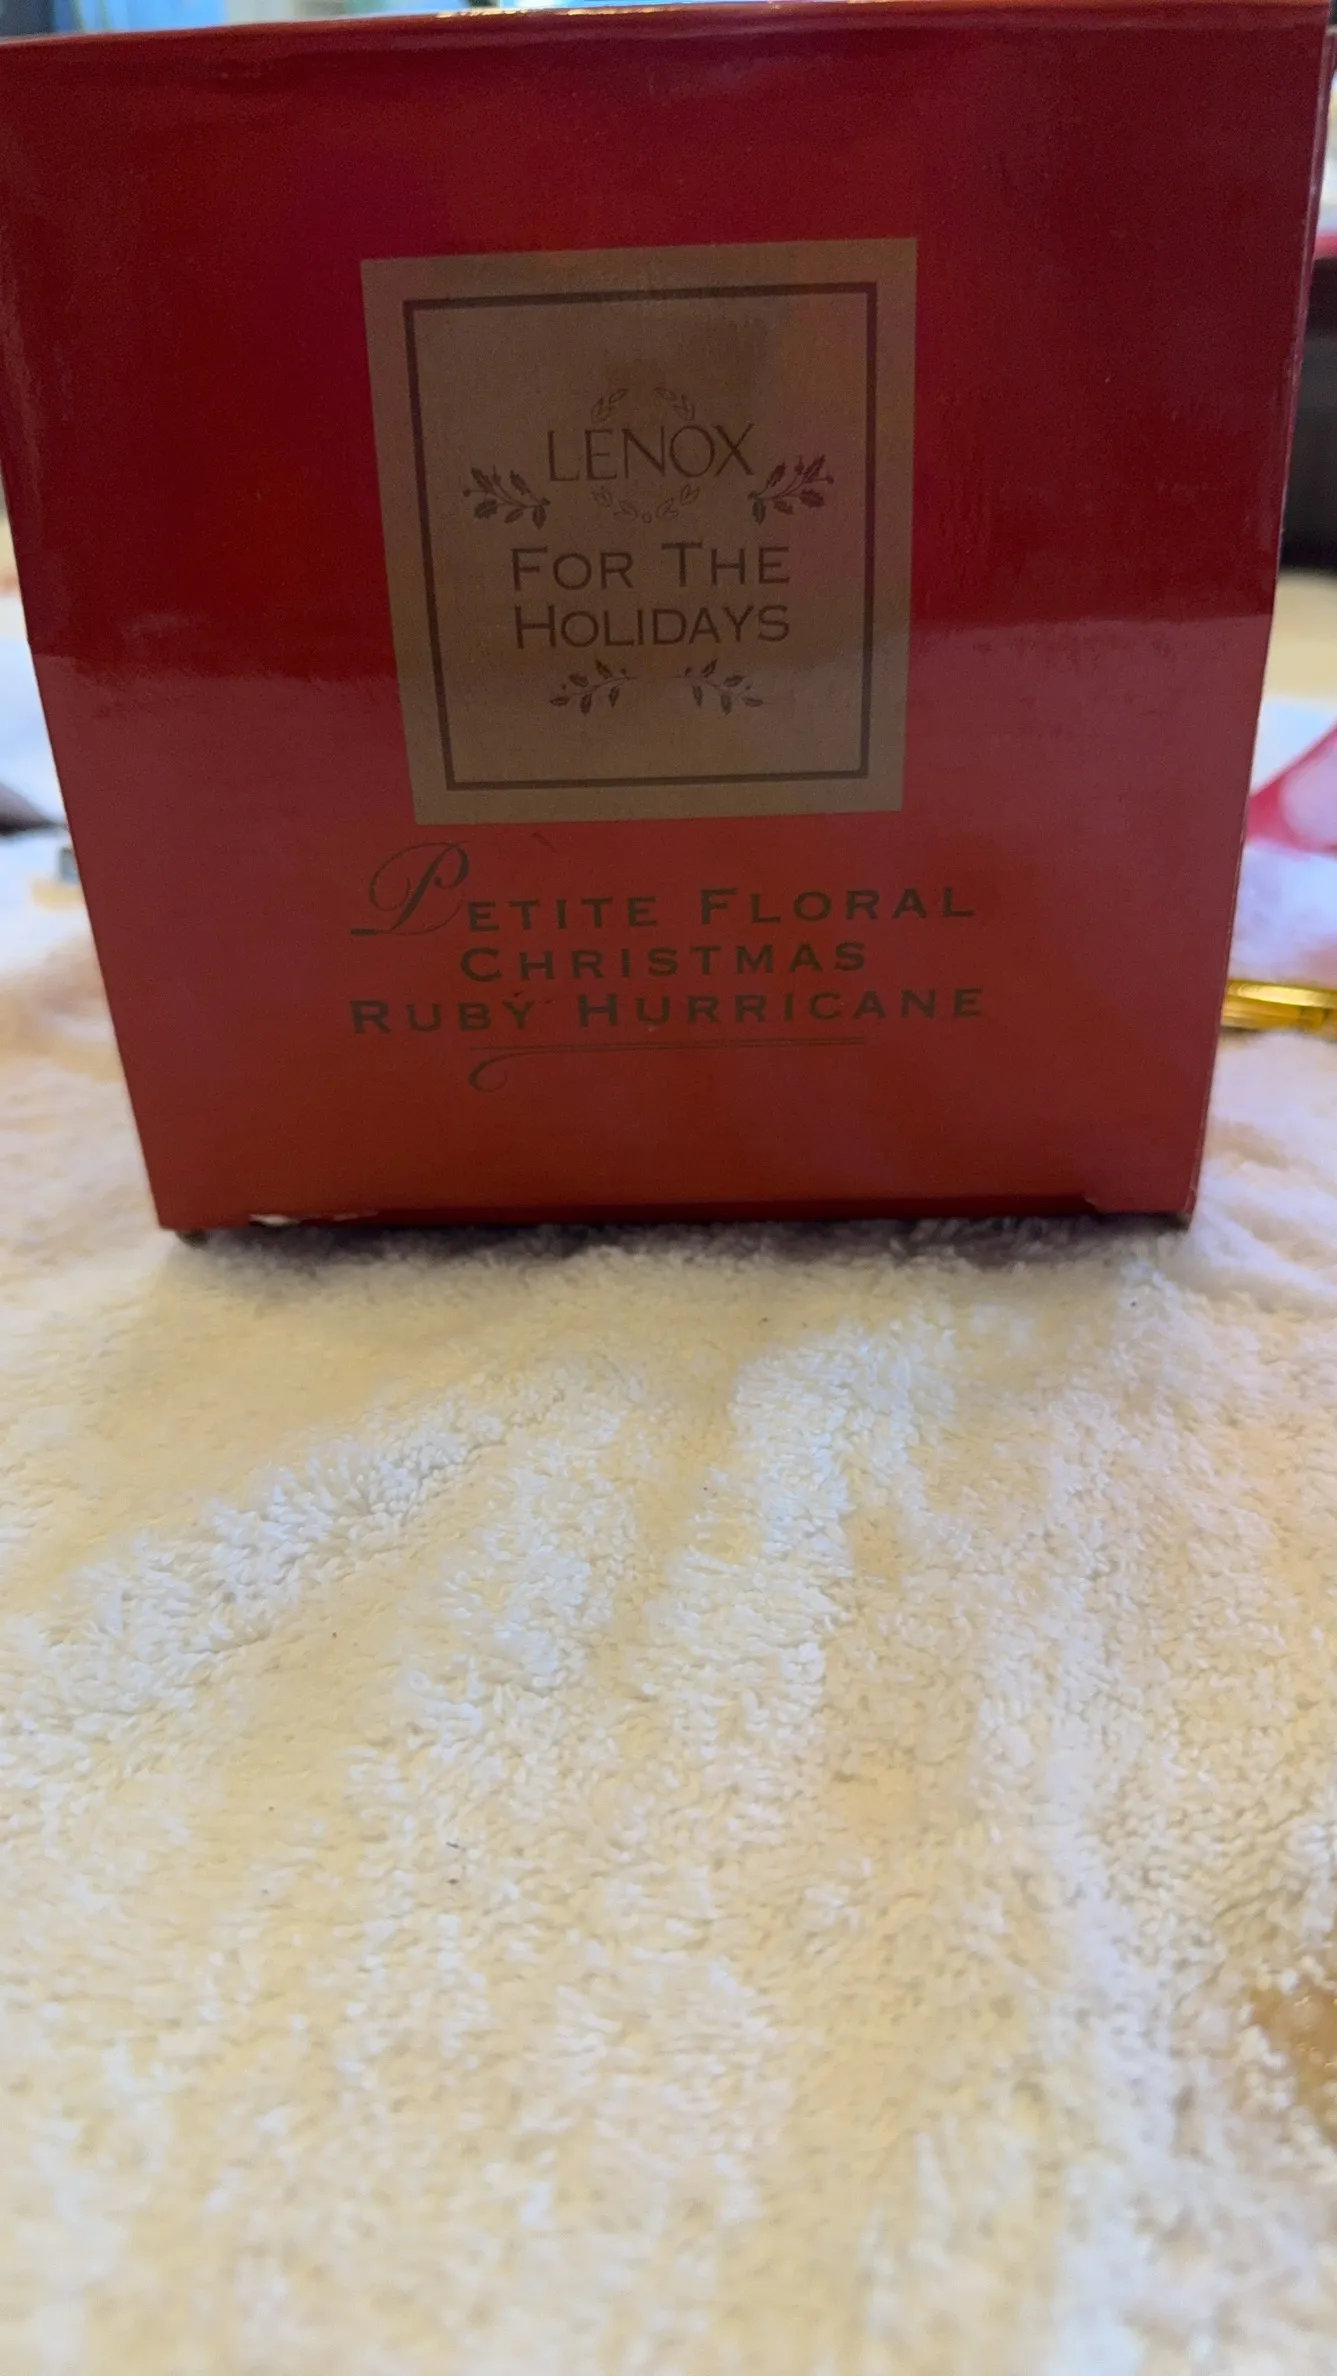 LENOX
FOR THE
HOLIDAYS
PETITE FLORAL
CHRISTMAS
RUBY HURRICANE